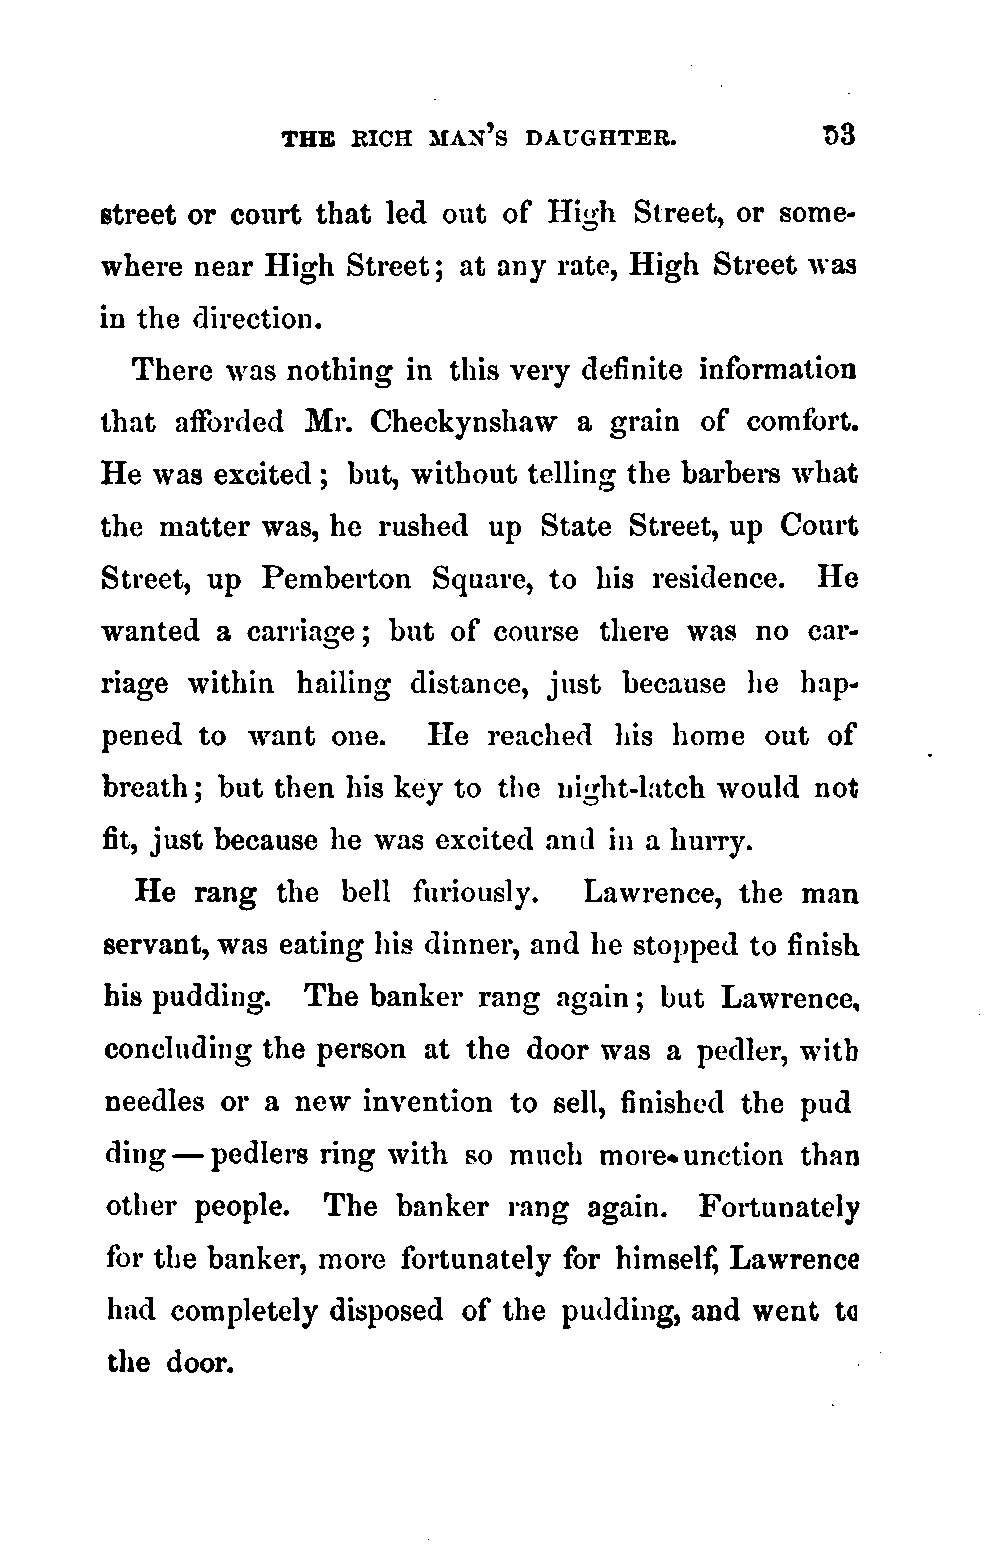 THE RICH MAN'S DAUGHTER. 53
street or court that led out of High Street, or some-
where near High Street; at any rate, High Street was
in the direction.
There was nothing in this very definite information
that afforded Mr. Checkynshaw a grain of comfort.
He was excited; but, without telling the barbers what
the matter was, he rushed up State Street, up Court
Street, up Pemberton Square, to his residence. He
wanted a carriage; but of course there was no car-
riage within hailing distance, just because he hap-
pened to want one. He reached his home out of
breath; but then his key to the night-latch would not
fit, just because he was excited and in a hurry.
He rang the bell furiously. Lawrence, the man
servant, was eating his dinner, and he stopped to finish
his pudding. The banker rang again; but Lawrence,
concluding the person at the door was a pedler, with
needles or a new invention to sell, finished the pud
ding — pedlers ring with so much more unction than
other people. The banker rang again. Fortunately
for the banker, more fortunately for himself, Lawrence
had completely disposed of the pudding, and went to
the door.